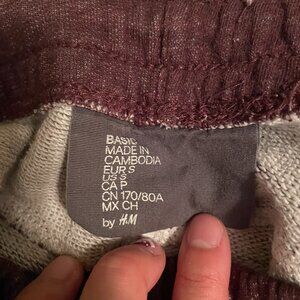 BASIC
MADE IN
CAMBODIA
EUR S
US S
CA P
CN 170/80A
MX CH
by H&M